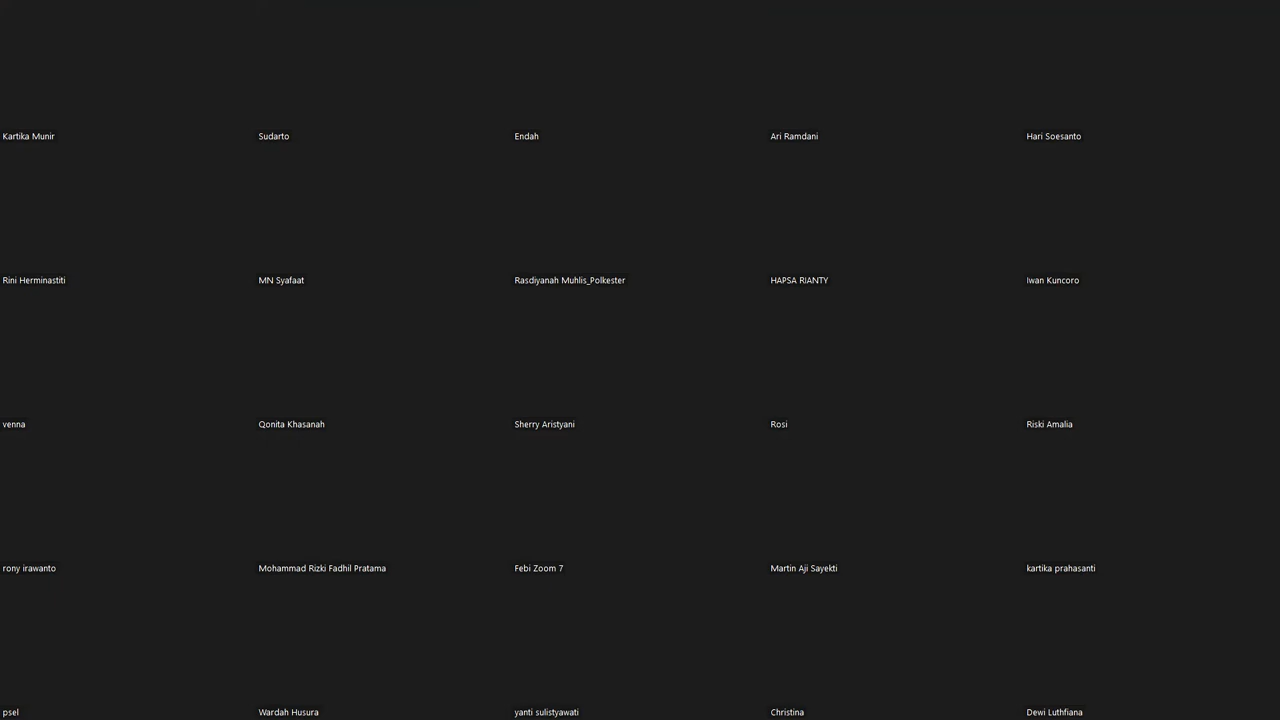 Kartika Munir
Sudarto
Endah
Ari Ramdani
Hari Soesanto
Rini Herminastiti
MN Syafaat
Rasdiyanah Muhlis_Polkester
HAPSA RIANTY
Iwan Kuncoro
venna
Qonita Khasanah
Sherry Aristyani
Rosi
Riski Amalia
rony irawanto
Mohammad Rizki Fadhil Pratama
Febi Zoom 7
Martin Aji Sayekti
kartika prahasanti
psel
Wardah Husura
yanti sulistyawati
Christina
Dewi Luthfiana